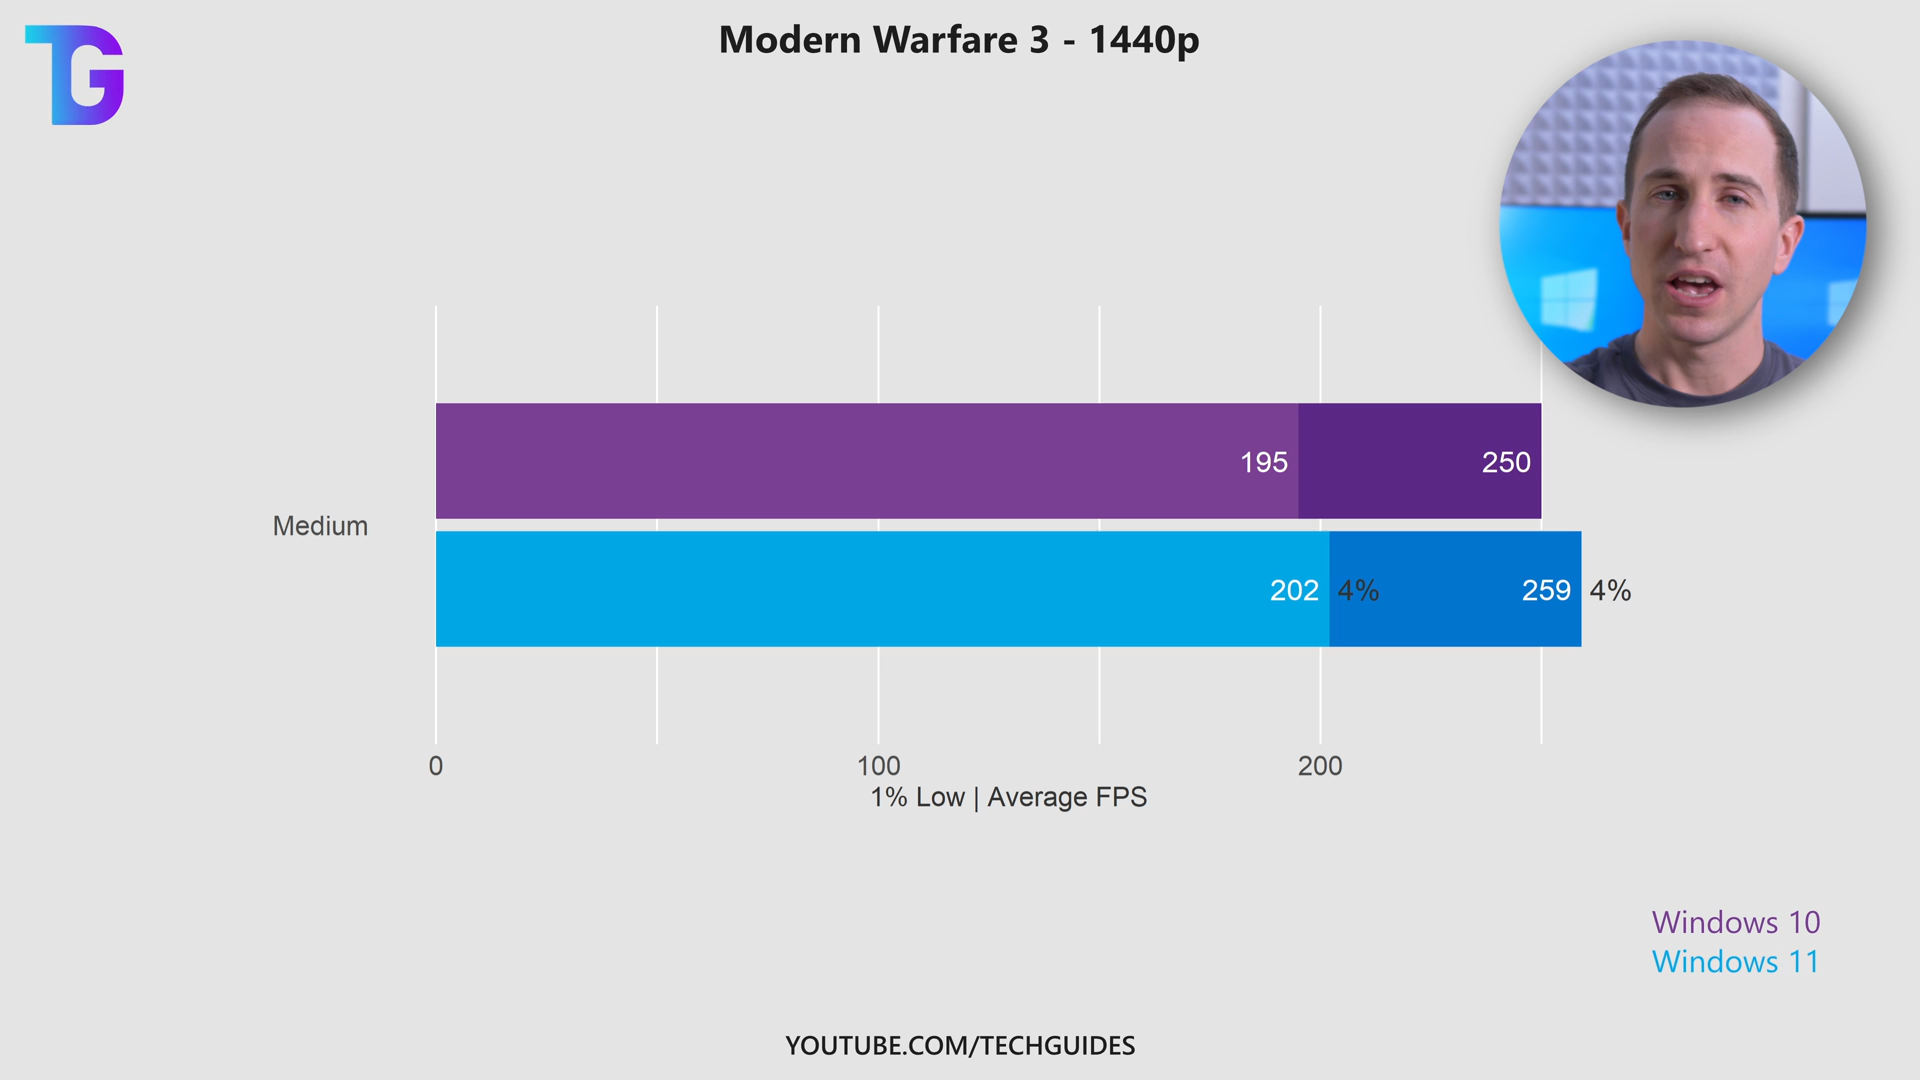 TG
Modern Warfare 3 - 1440p
195 250
Medium
202 4% 259 4%
0 100 200
1% Low | Average FPS
Windows 10
Windows 11
YOUTUBE.COM/TECHGUIDES